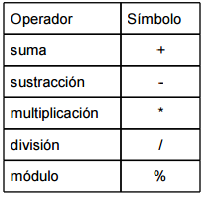 Operador Símbolo
suma +
sustracción -
multiplicación *
división /
módulo %